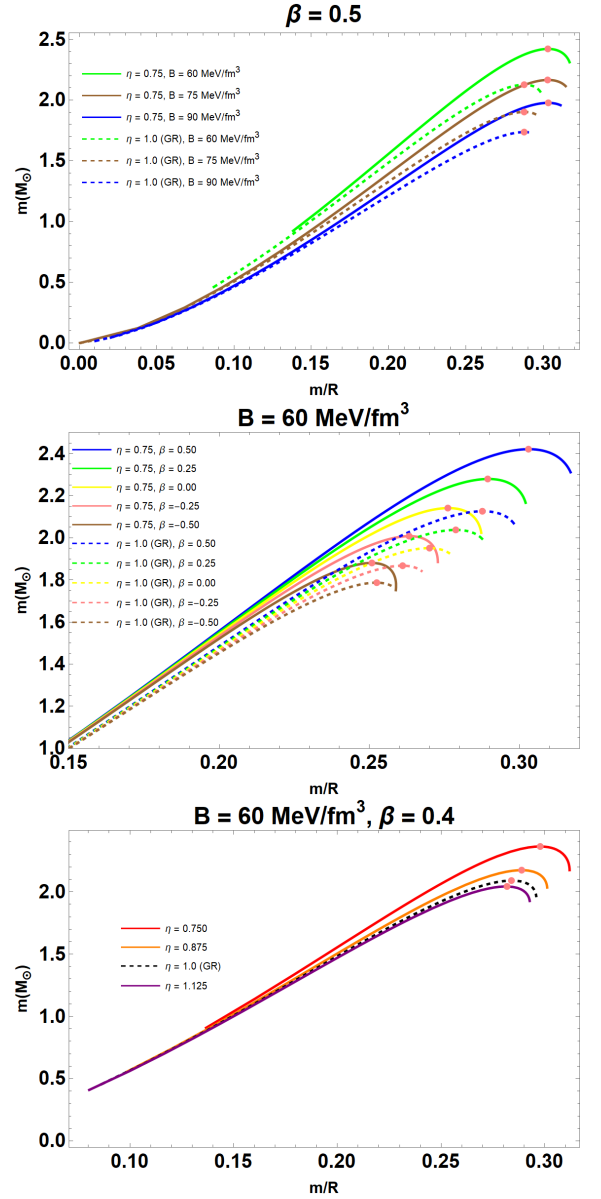 β = 0.5
2.5
2.0
1.5
1.0
0.5
0.0
m(M⊙)
η = 0.75, B = 60 MeV/fm³
η = 0.75, B = 75 MeV/fm³
η = 0.75, B = 90 MeV/fm³
η = 1.0 (GR), B = 60 MeV/fm³
η = 1.0 (GR), B = 75 MeV/fm³
η = 1.0 (GR), B = 90 MeV/fm³
0.00 0.05 0.10 0.15 0.20 0.25 0.30
m/R
B = 60 MeV/fm³
2.4
2.2
2.0
1.8
1.6
1.4
1.2
1.0
m(M⊙)
η = 0.75, β = 0.50
η = 0.75, β = 0.25
η = 0.75, β = 0.00
η = 0.75, β =-0.25
η = 0.75, β =-0.50
η = 1.0 (GR), β = 0.50
η = 1.0 (GR), β = 0.25
η = 1.0 (GR), β = 0.00
η = 1.0 (GR), β =-0.25
η = 1.0 (GR), β =-0.50
0.15 0.20 0.25 0.30
m/R
B = 60 MeV/fm³, β = 0.4
2.0
1.5
1.0
0.5
0.0
m(M⊙)
η = 0.750
η = 0.875
η = 1.0 (GR)
η = 1.125
0.10 0.15 0.20 0.25 0.30
m/R